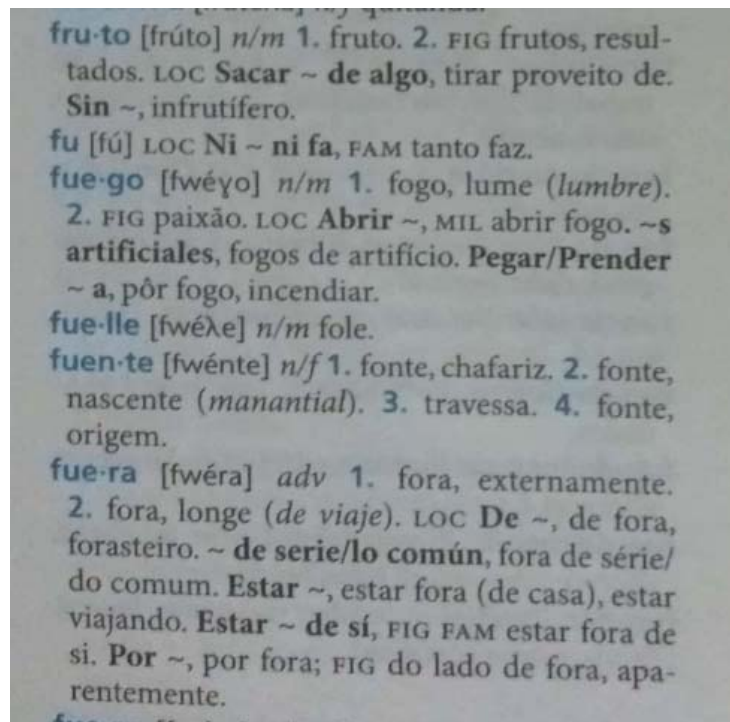 fru·to [frúto] n/m 1. fruto. 2. FIG frutos, resul-
tados. LOC Sacar ~ de algo, tirar proveito de.
Sin ~, infrutífero.
fu [fú] LOC Ni ~ ni fa, FAM tanto faz.
fue·go [fwéɣo] n/m 1. fogo, lume (lumbre).
2. FIG paixão. LOC Abrir ~, MIL abrir fogo. ~s
artificiales, fogos de artifício. Pegar/Prender
~ a, pôr fogo, incendiar.
fue·lle [fwéλe] n/m fole.
fuen·te [fwénte] n/f 1. fonte, chafariz. 2. fonte,
nascente (manantial). 3. travessa. 4. fonte,
origem.
fue·ra [fwéra] adv 1. fora, externamente.
2. fora, longe (de viaje). LOC De ~, de fora,
forasteiro. ~ de serie/lo común, fora de série/
do comum. Estar ~, estar fora (de casa), estar
viajando. Estar ~ de sí, FIG FAM estar fora de
si. Por ~, por fora; FIG do lado de fora, apa-
rentemente.